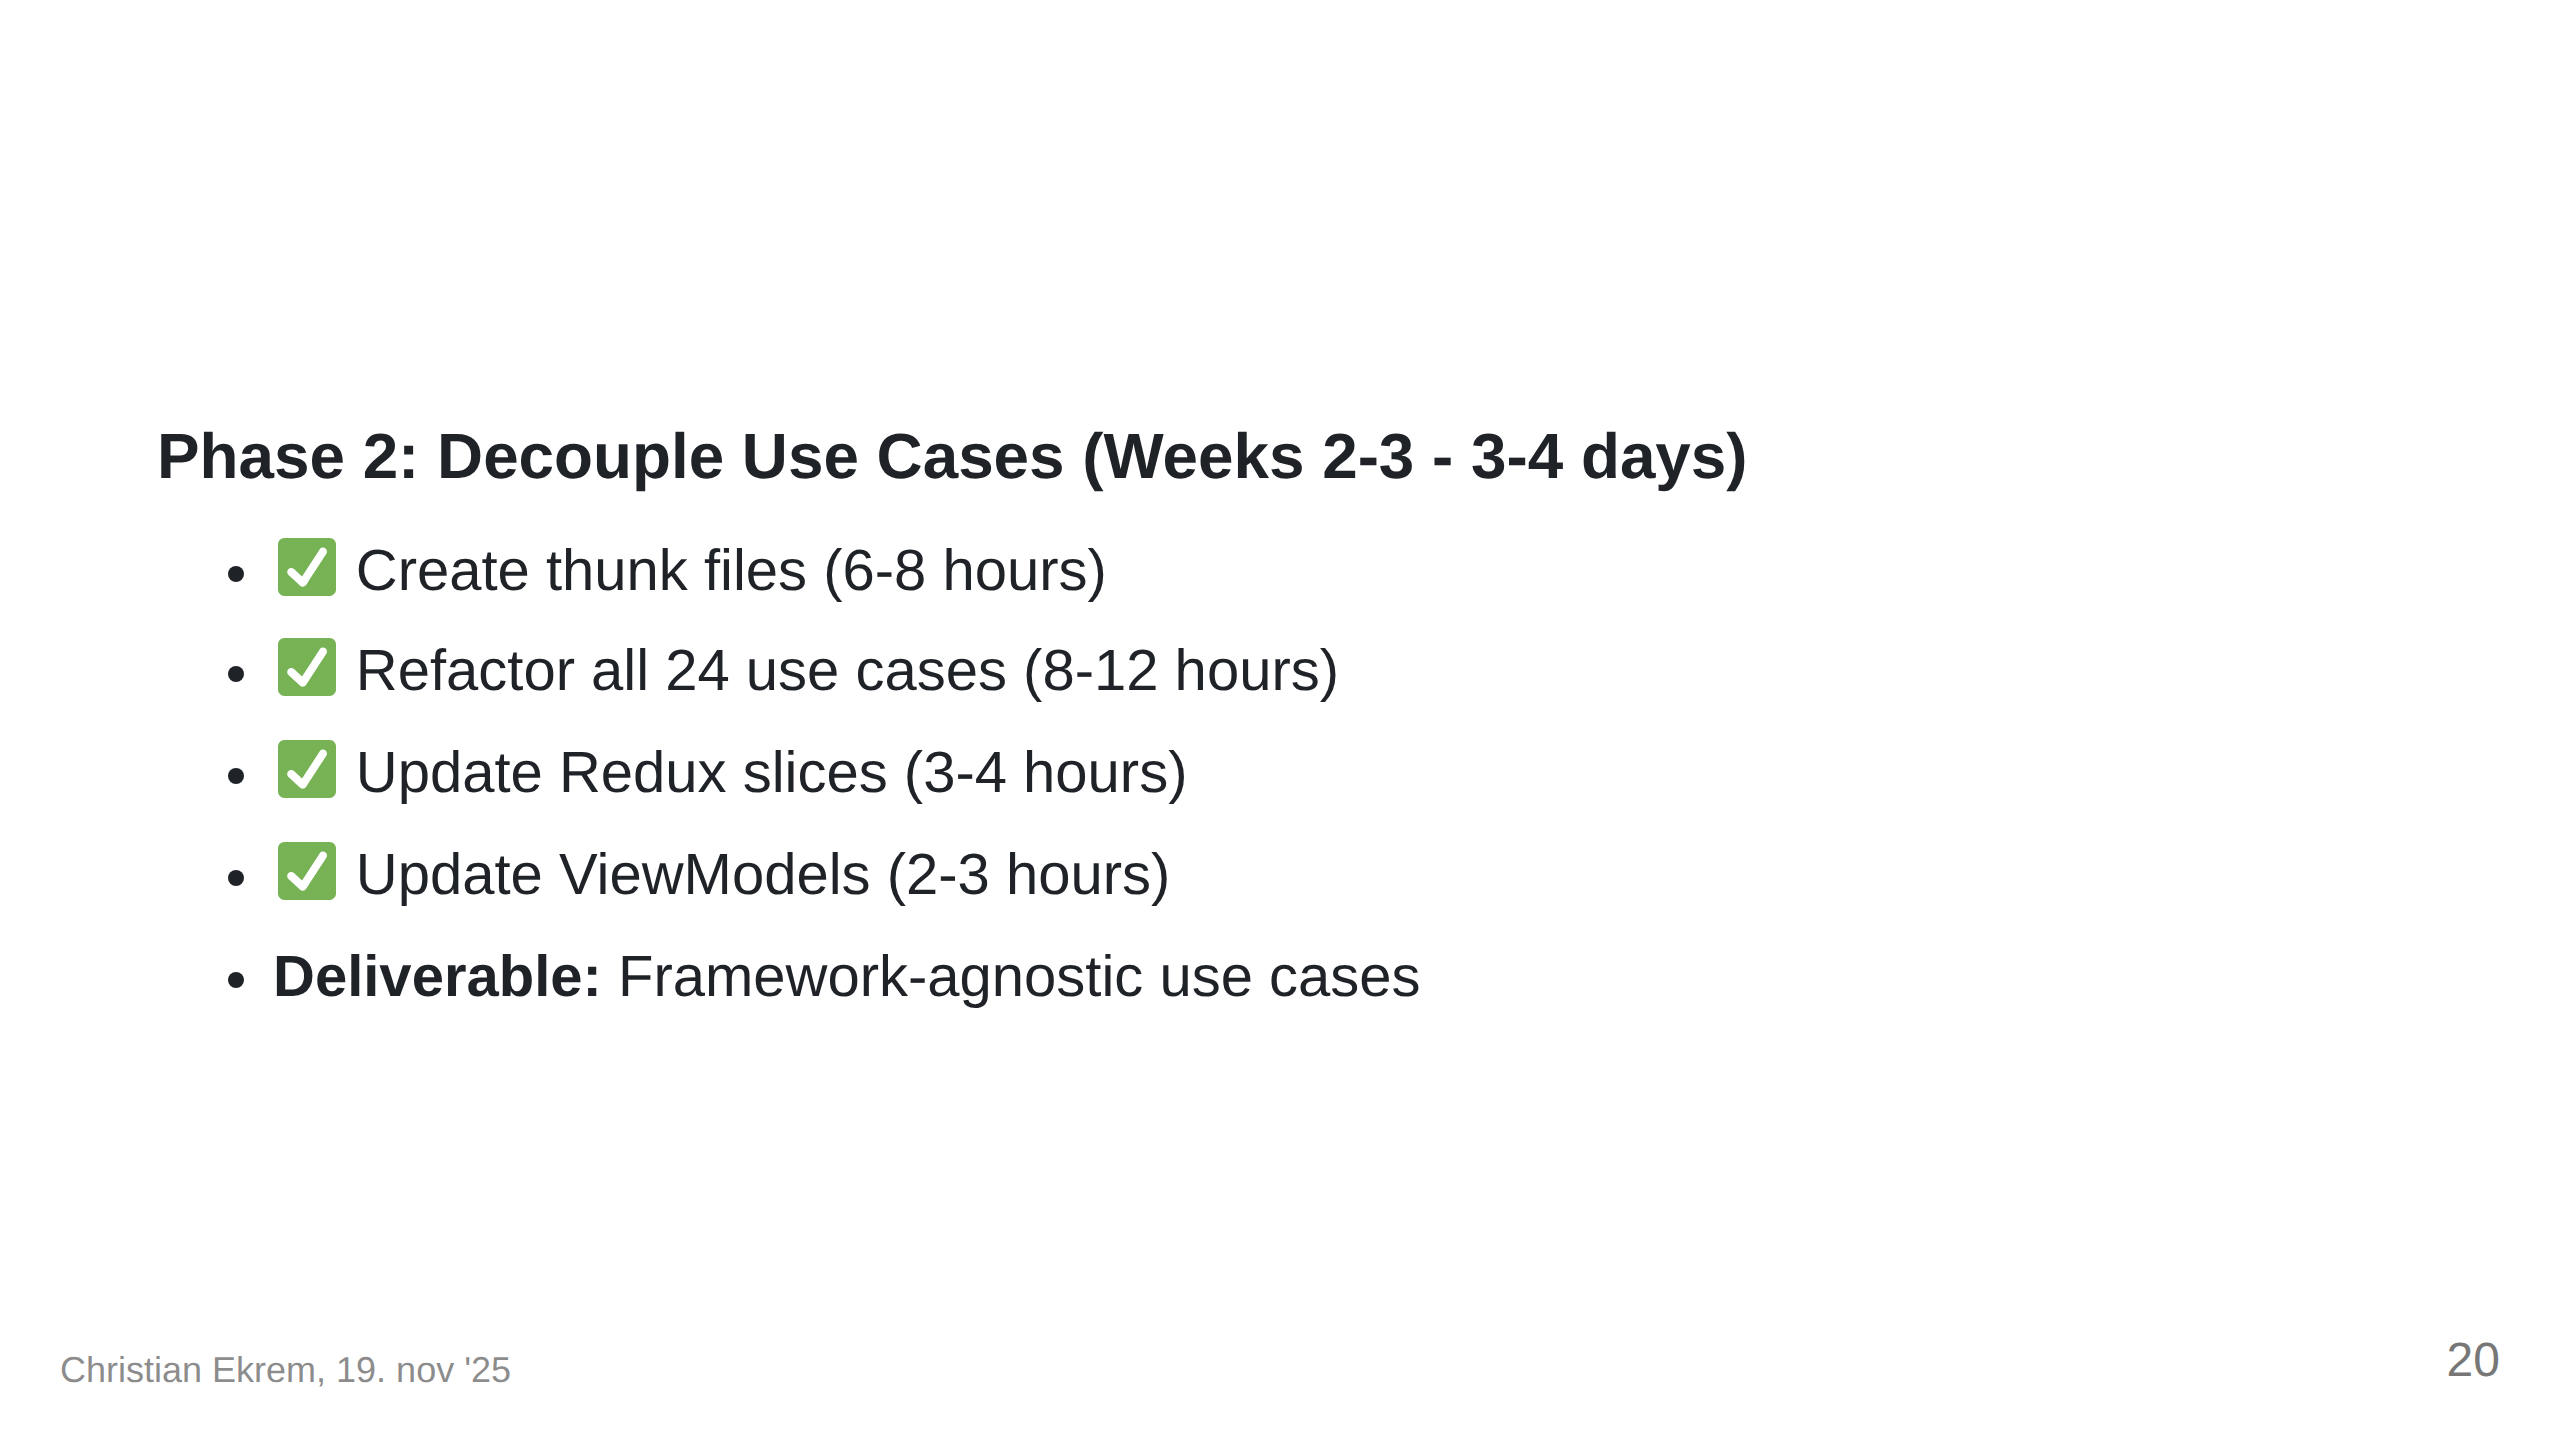 Phase 2: Decouple Use Cases (Weeks 2-3 - 3-4 days)
• ✅ Create thunk files (6-8 hours)
• ✅ Refactor all 24 use cases (8-12 hours)
• ✅ Update Redux slices (3-4 hours)
• ✅ Update ViewModels (2-3 hours)
• Deliverable: Framework-agnostic use cases
Christian Ekrem, 19. nov '25
20